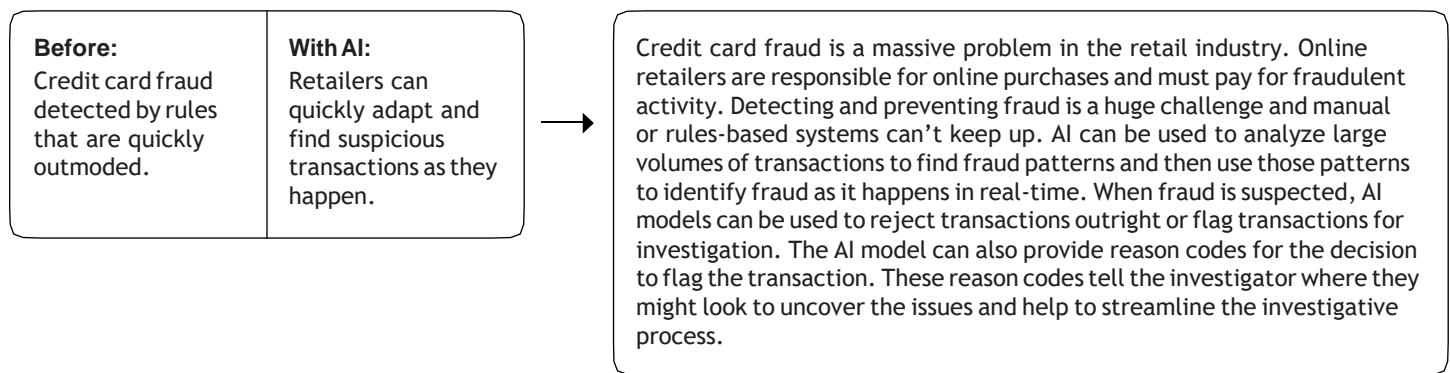 Before:
Credit card fraud
detected by rules
that are quickly
outmoded.
With AI:
Retailers can
quickly adapt and
find suspicious
transactions as they
happen.
Credit card fraud is a massive problem in the retail industry. Online
retailers are responsible for online purchases and must pay for fraudulent
activity. Detecting and preventing fraud is a huge challenge and manual
or rules-based systems can’t keep up. AI can be used to analyze large
volumes of transactions to find fraud patterns and then use those patterns
to identify fraud as it happens in real-time. When fraud is suspected, AI
models can be used to reject transactions outright or flag transactions for
investigation. The AI model can also provide reason codes for the decision
to flag the transaction. These reason codes tell the investigator where they
might look to uncover the issues and help to streamline the investigative
process.